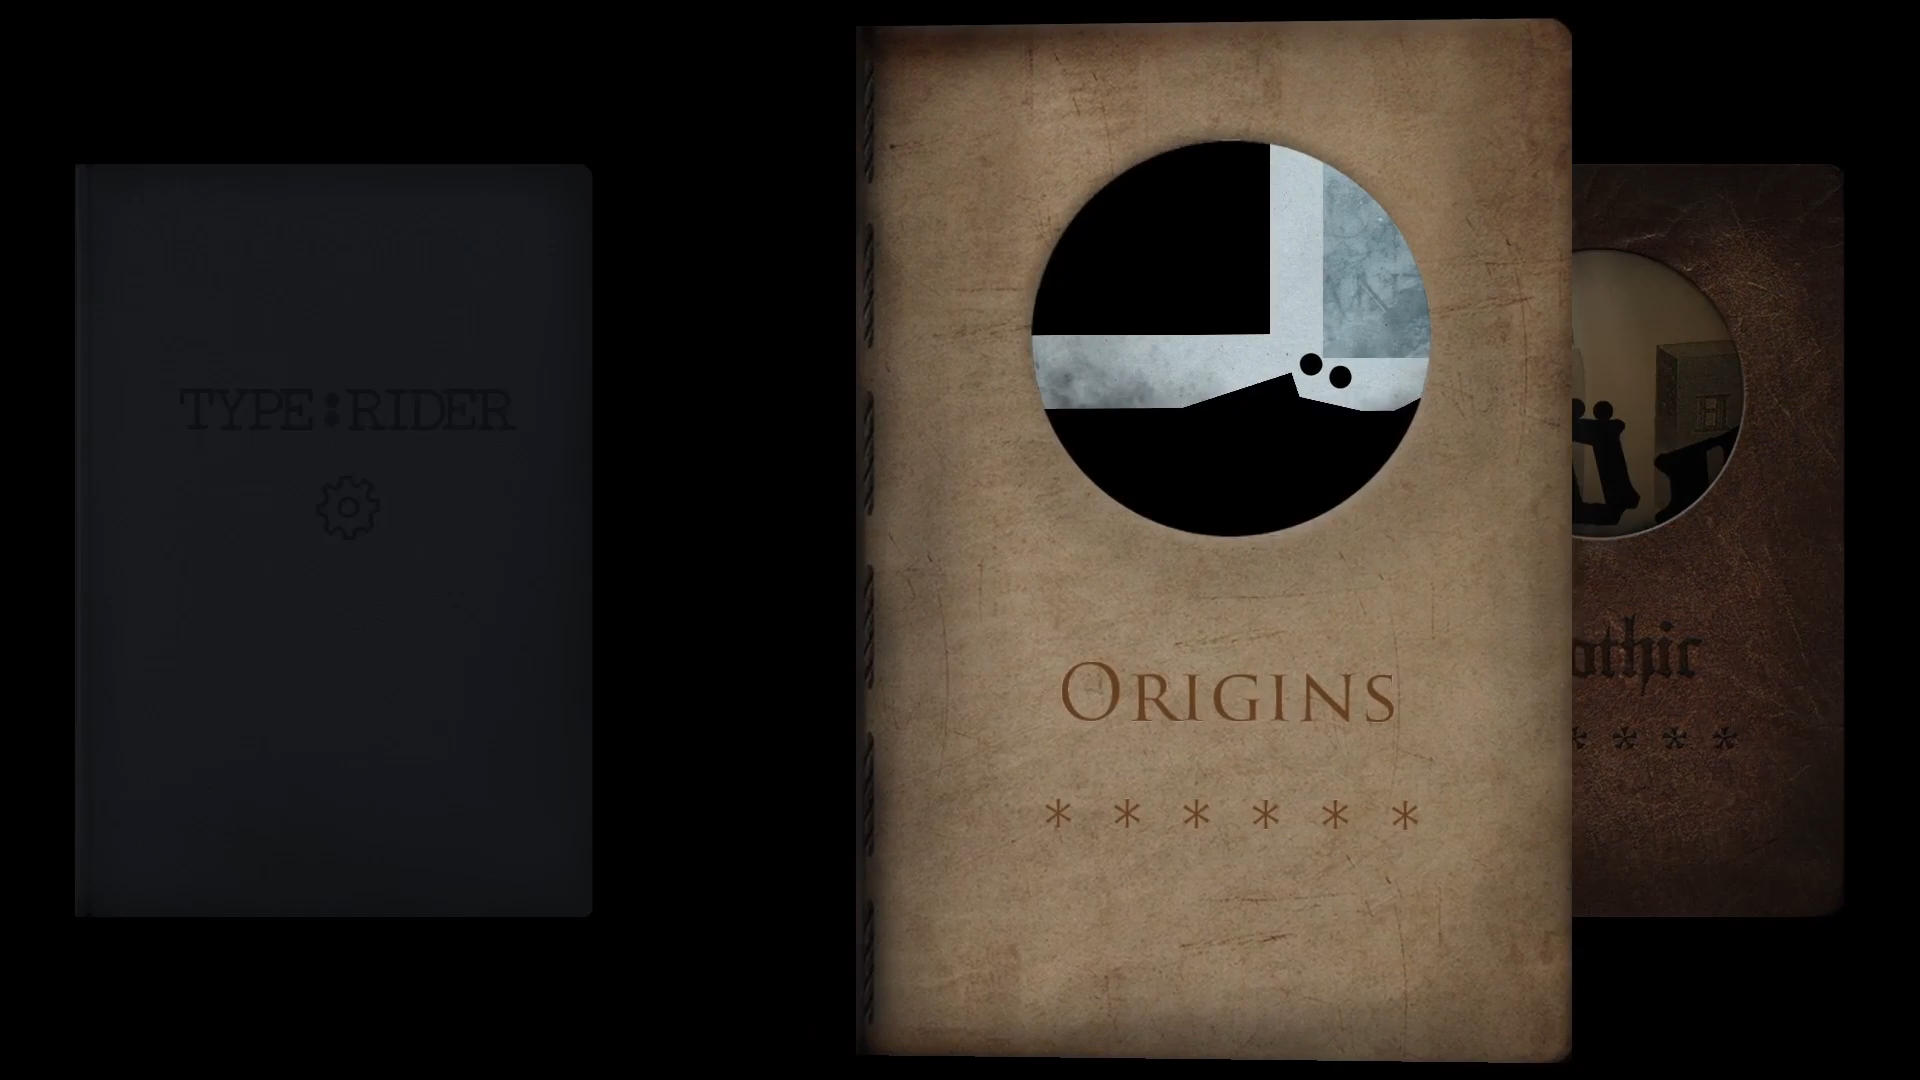 TYPE:RIDER
ORIGINS
* * * * * *
othic
* * * *